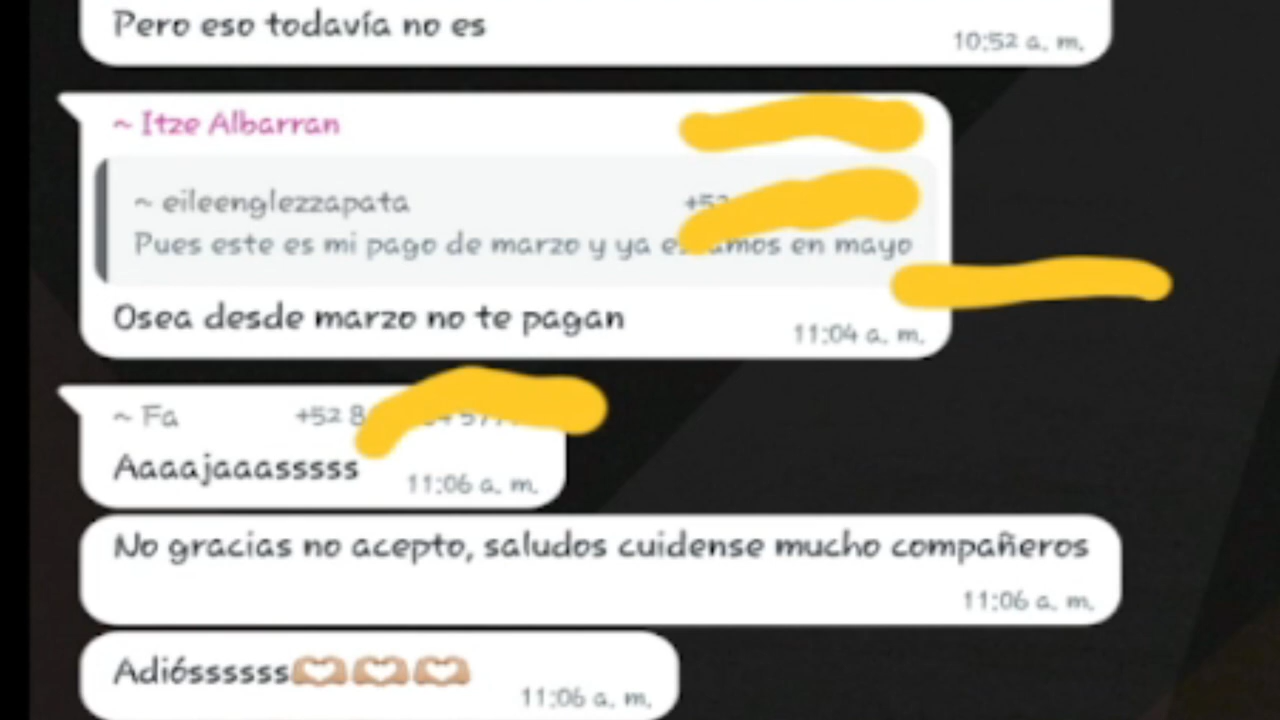 Pero eso todavía no es
10:52 a. m.
~ Itze Albarran
~ eileenglezzapata +52
Pues este es mi pago de marzo y ya en mayo
Osea desde marzo no te pagan
11:04 a. m.
~ Fa +52 8
Aaaajaaasssss
11:06 a. m.
No gracias no acepto, saludos cuidense mucho compañeros
11:06 a. m.
Adióssssss🫶🏼🫶🏼🫶🏼
11:06 a. m.